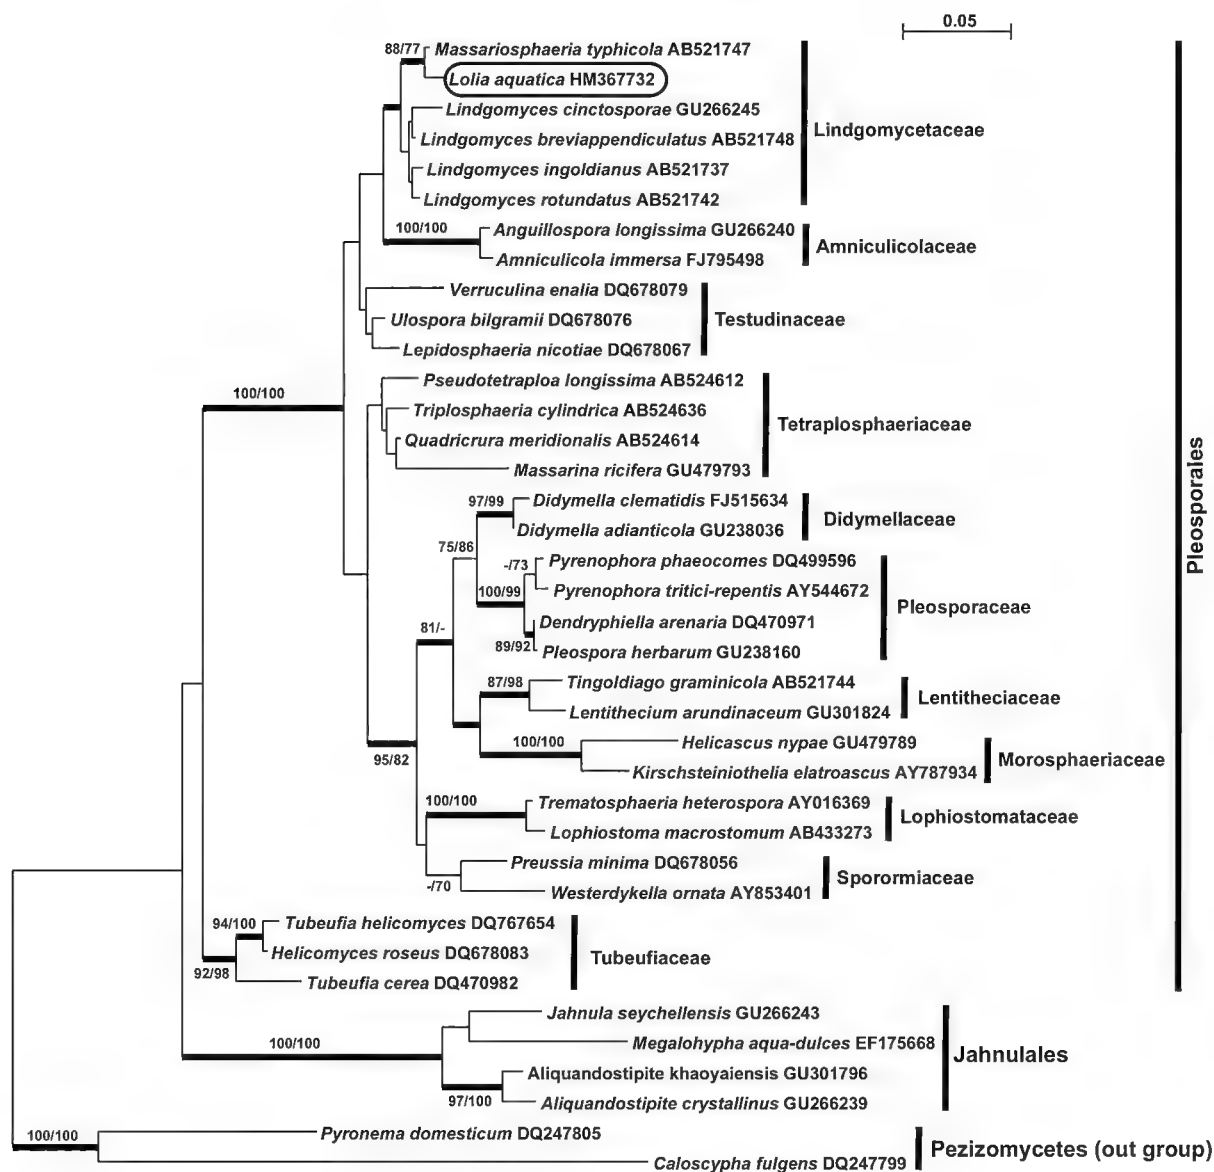 0.05
88/77
Massariosphaeria typhicola AB521747
Lolia aquatica HM367732
Lindgomyces cinctosporae GU266245
Lindgomyces breviappendiculatus AB521748
Lindgomycetaceae
Lindgomyces ingoldianus AB521737
Lindgomyces rotundatus AB521742
100/100
Anguillospora longissima GU266240
Amniculicolaceae
Amniculicola immersa FJ795498
Verruculina enalia DQ678079
Ulospora bilgramii DQ678076
Testudinaceae
Lepidosphaeria nicotiae DQ678067
100/100
Pseudotetraploa longissima AB524612
Triplosphaeria cylindrica AB524636
Tetraplosphaeriaceae
Quadricrura meridionalis AB524614
Massarina ricifera GU479793
Pleosporales
97/99
Didymella clematidis FJ515634
Didymellaceae
Didymella adianticola GU238036
75/86
-/73
Pyrenophora phaeocomes DQ499596
100/99
Pyrenophora tritici-repentis AY544672
Pleosporaceae
Dendryphiella arenaria DQ470971
81/-
89/92
Pleospora herbarum GU238160
87/98
Tingoldiago graminicola AB521744
Lentitheciaceae
Lentithecium arundinaceum GU301824
100/100
Helicascus nypae GU479789
Morosphaeriaceae
95/82
Kirschsteiniothelia elatroascus AY787934
100/100
Trematosphaeria heterospora AY016369
Lophiostomataceae
Lophiostoma macrostomum AB433273
Preussia minima DQ678056
Sporormiaceae
-/70
Westerdykella ornata AY853401
94/100
Tubeufia helicomyces DQ767654
Helicomyces roseus DQ678083
Tubeufiaceae
92/98
Tubeufia cerea DQ470982
Jahnula seychellensis GU266243
100/100
Megalohypha aqua-dulces EF175668
Jahnulales
Aliquandostipite khaoyaiensis GU301796
97/100
Aliquandostipite crystallinus GU266239
100/100
Pyronema domesticum DQ247805
Pezizomycetes (out group)
Caloscypha fulgens DQ247799